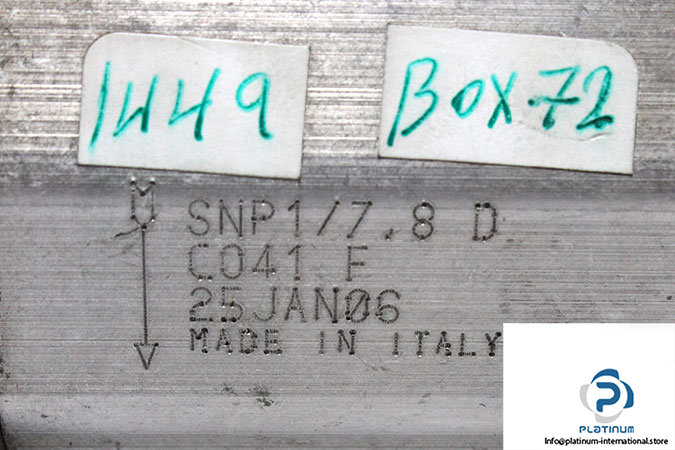 1449
BOX-72
M
SNP1/7.8 D
C041 F
25JAN06
MADE IN ITALY
V
PLATINUM
Info@platinum-international.store